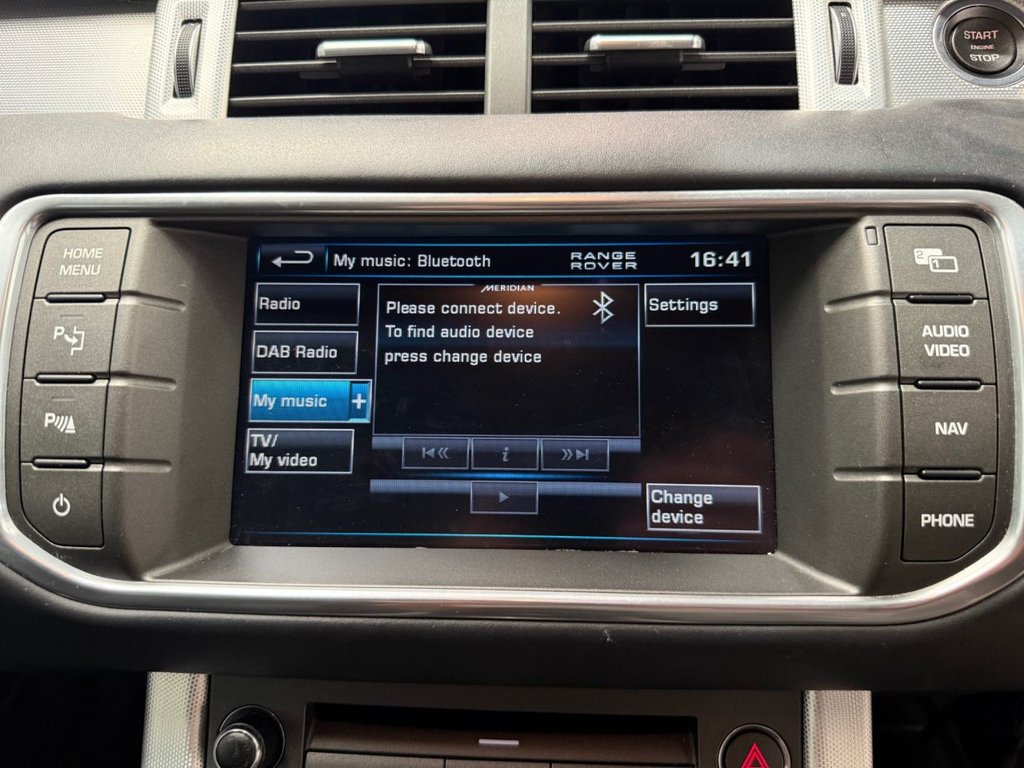 START
ENGINE
STOP
HOME
MENU
P
P
My music: Bluetooth
RANGE
ROVER
16:41
Radio
DAB Radio
My music +
TV/
My video
MERIDIAN
Please connect device.
To find audio device
press change device
i
Settings
Change
device
2 1
AUDIO
VIDEO
NAV
PHONE